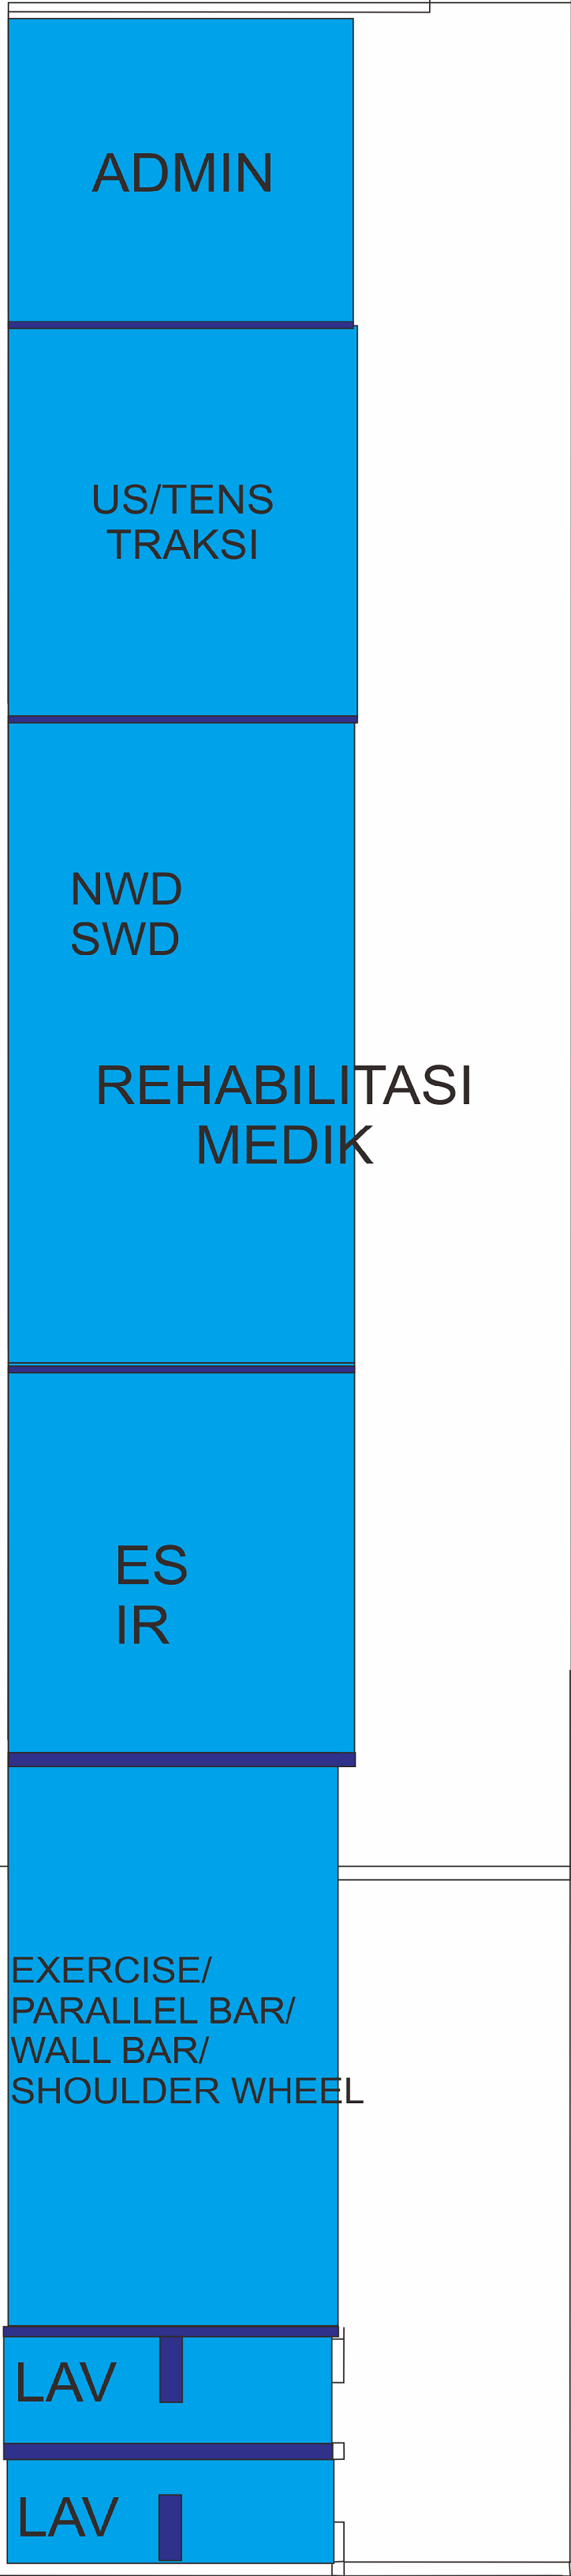 ADMIN
US/TENS
TRAKSI
NWD
SWD
REHABILITASI
MEDIK
ES
IR
EXERCISE/
PARALLEL BAR/
WALL BAR/
SHOULDER WHEEL
LAV
LAV